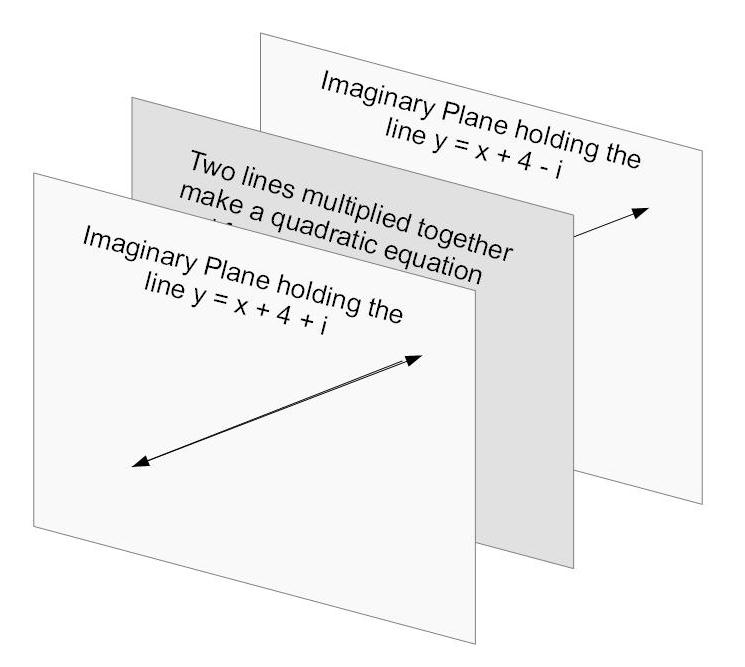 Imaginary Plane holding the
line y = x + 4 - i
Two lines multiplied together
make a quadratic equation
Imaginary Plane holding the
line y = x + 4 + i